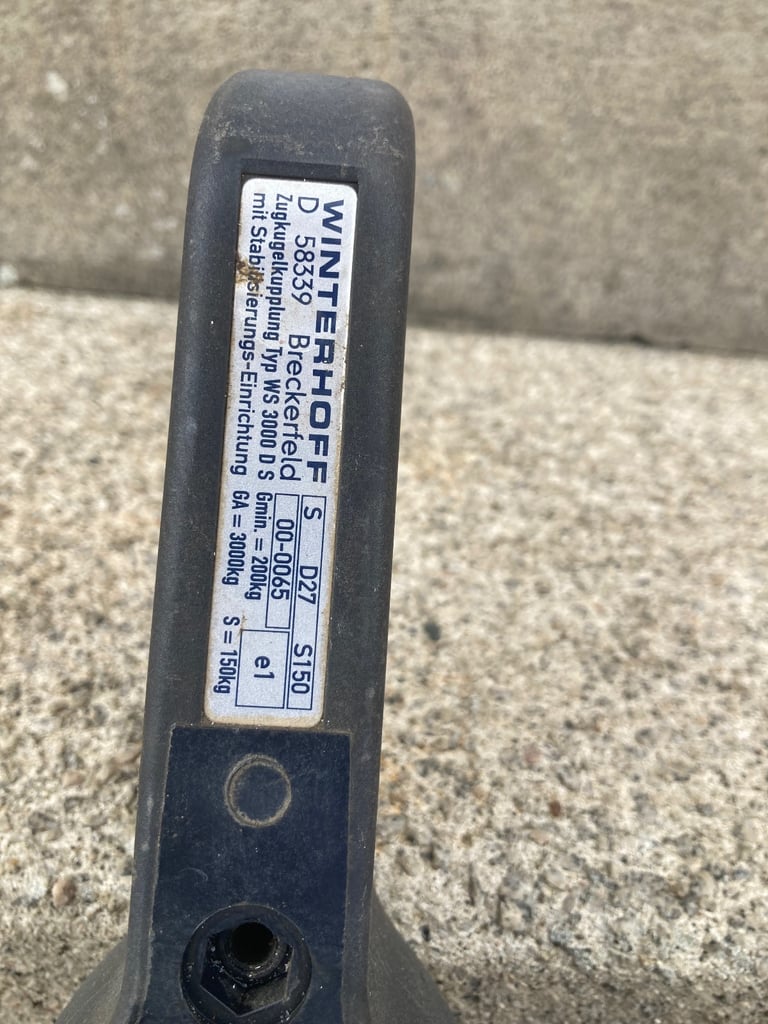 WINTERHOFF
D 58339 Breckerfeld
Zugkugelkupplung Typ WS 3000 D S
mit Stabilisierungs-Einrichtung
S D27 S150
00-0065 e1
Gmin. = 200kg
GA = 3000kg S = 150kg